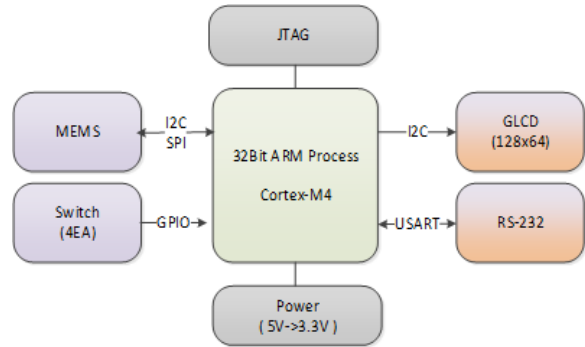 JTAG
MEMS
I2C
SPI
32Bit ARM Process
Cortex-M4
I2C
GLCD
(128x64)
Switch
(4EA)
GPIO
USART
RS-232
Power
( 5V->3.3V )